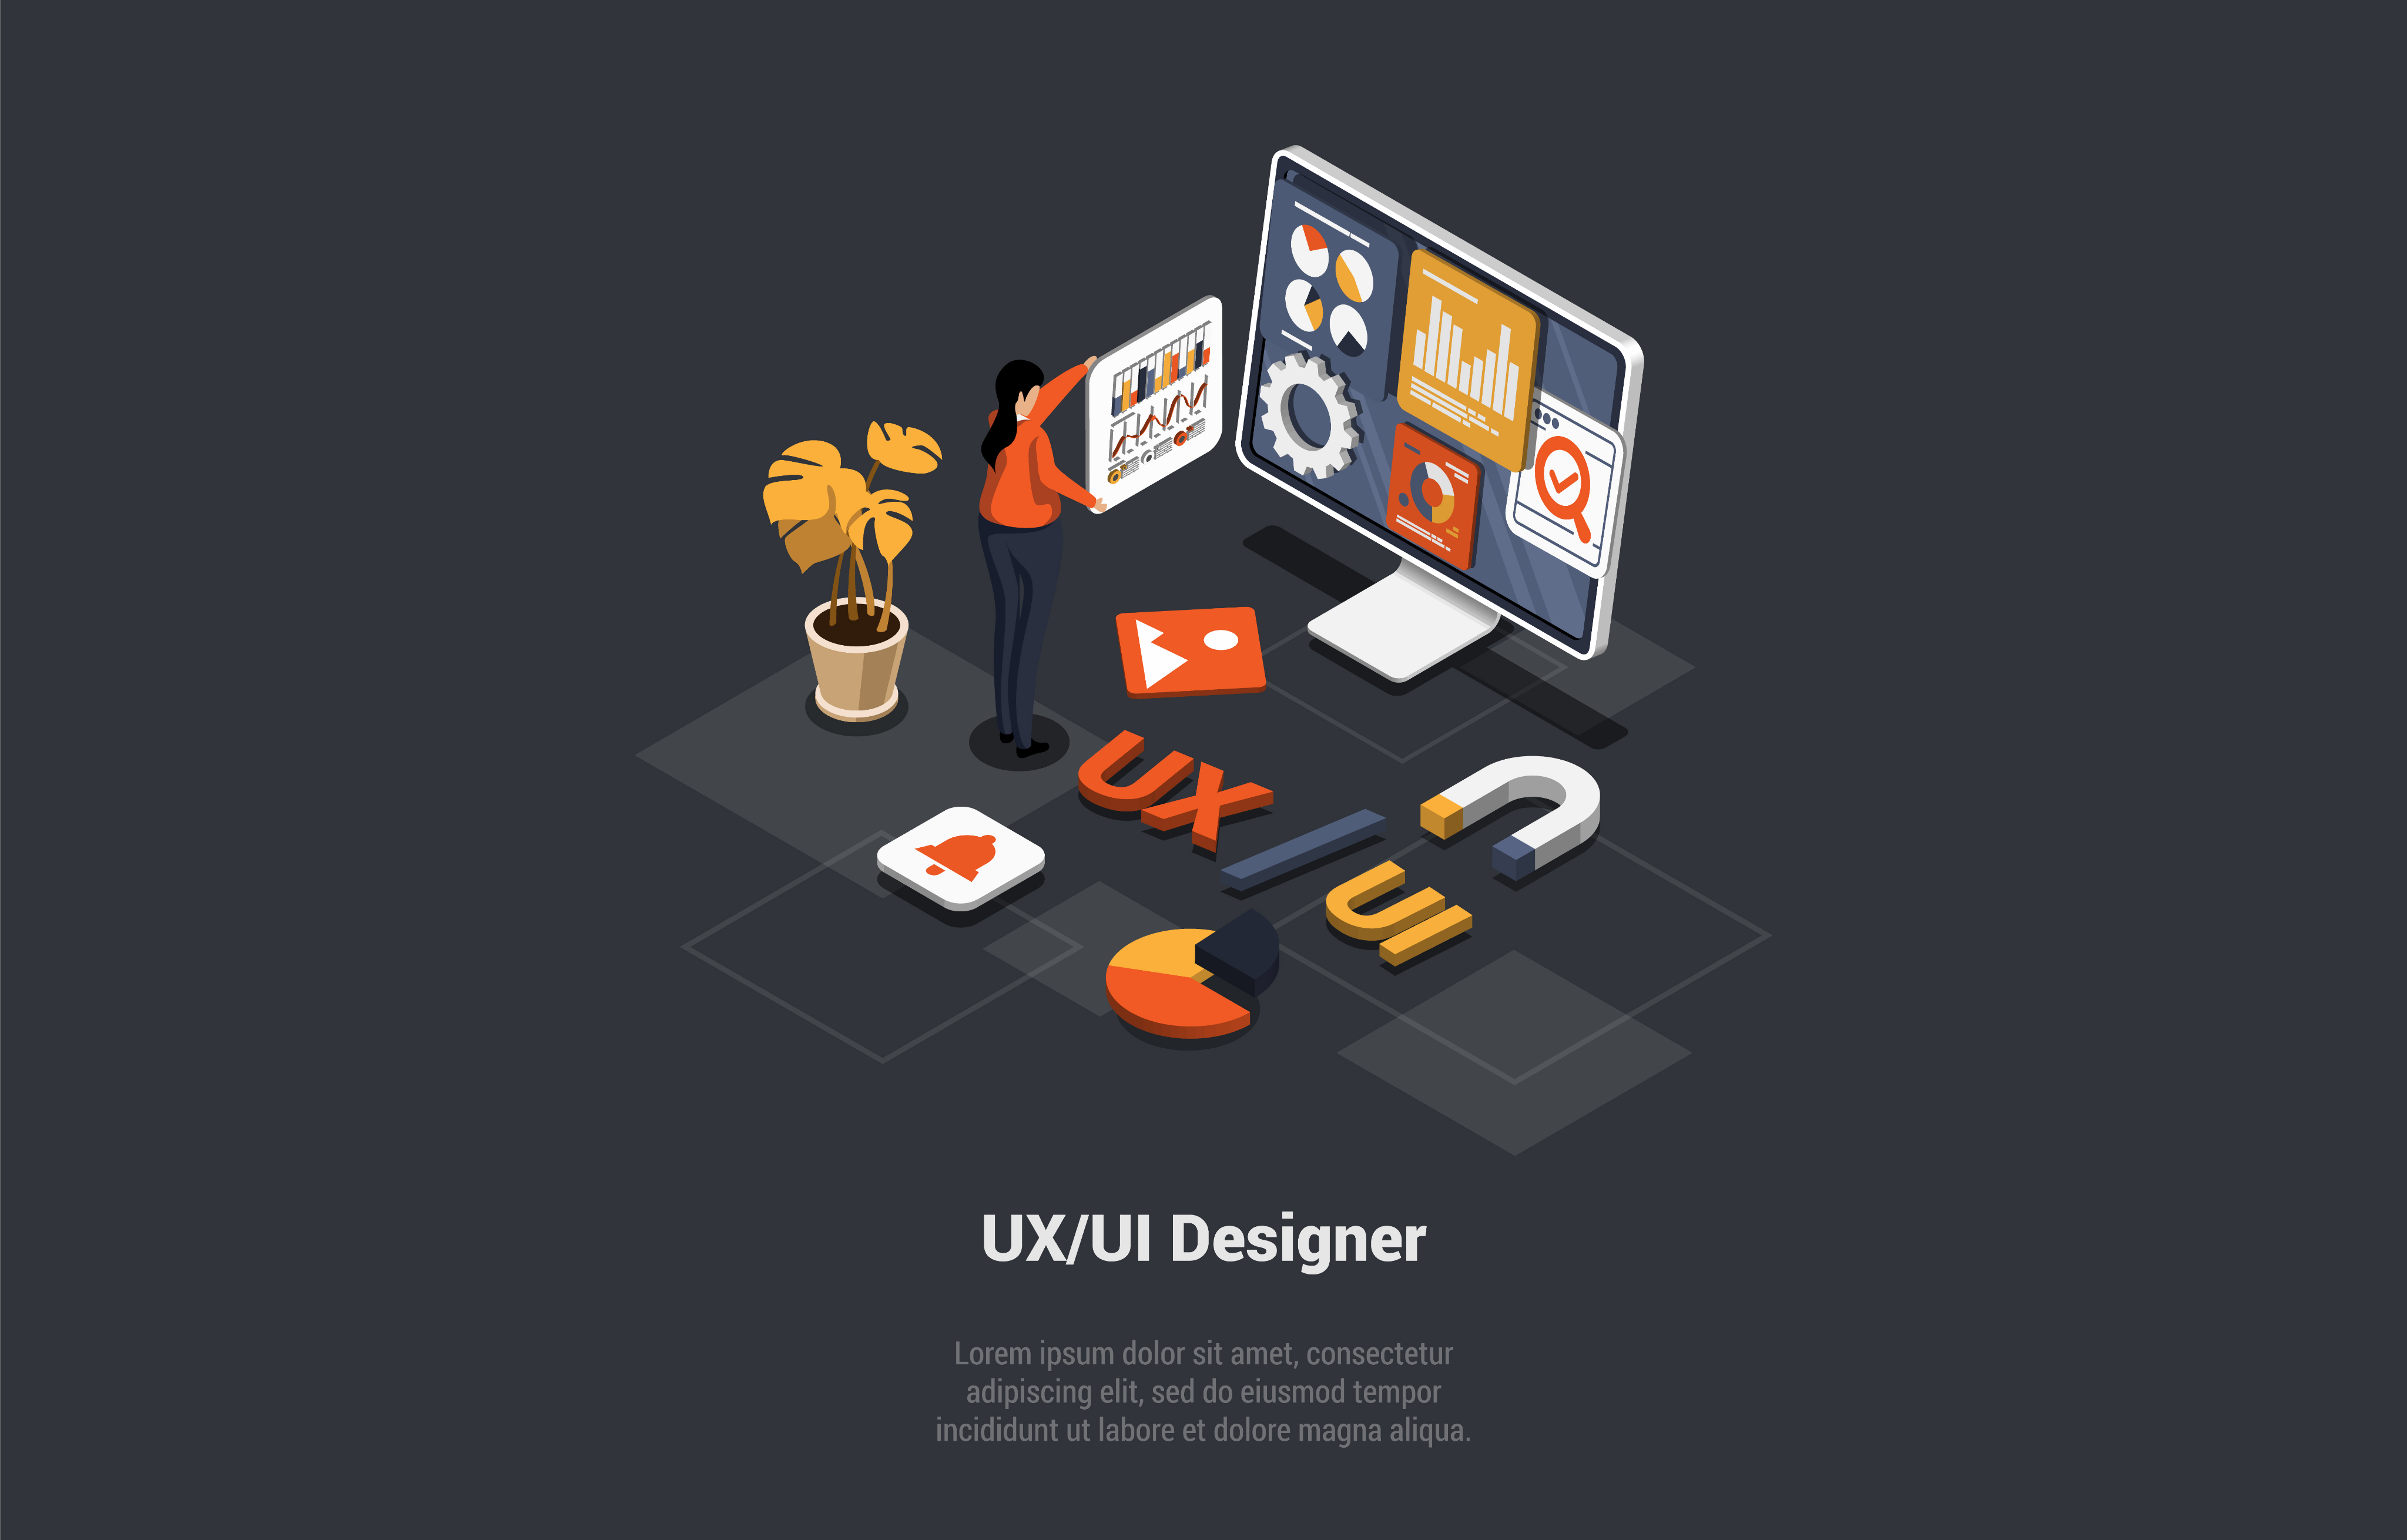 UX
/
UI
UX/UI Designer
Lorem ipsum dolor sit amet, consectetur
adipiscing elit, sed do eiusmod tempor
incididunt ut labore et dolore magna aliqua.